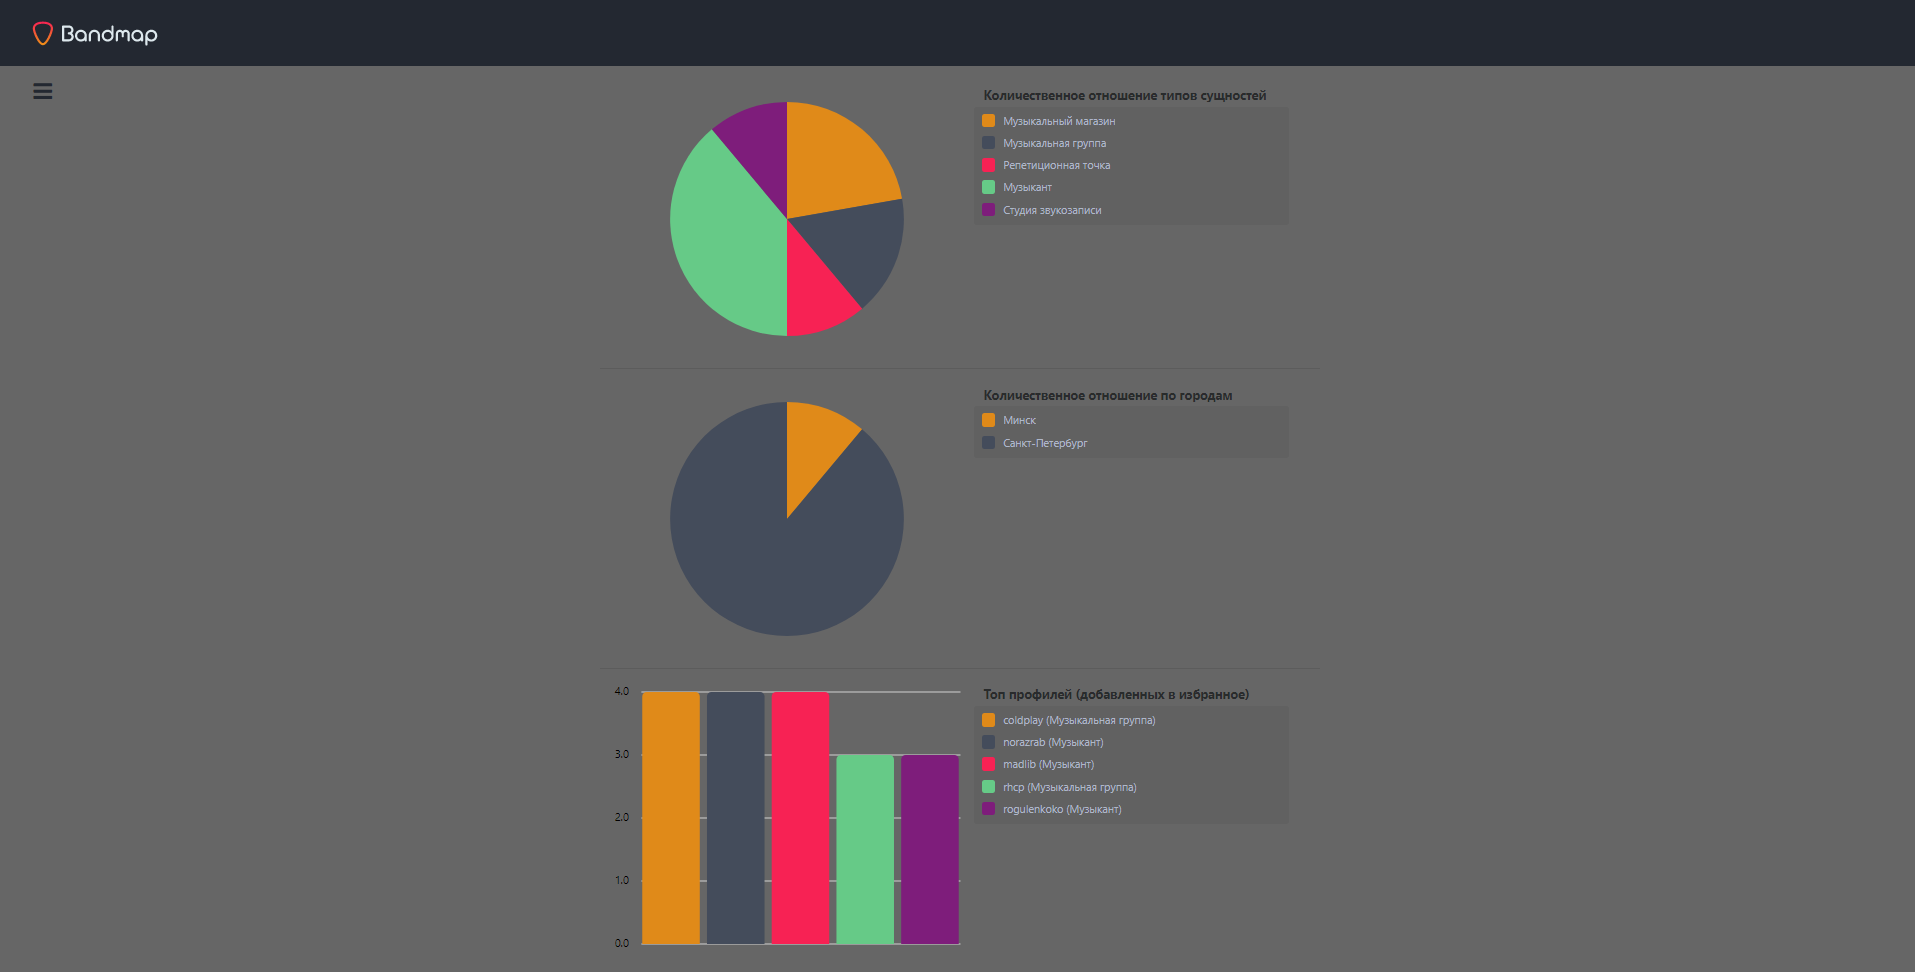 Bandmap
Количественное отношение типов сущностей
Музыкальный магазин
Музыкальная группа
Репетиционная точка
Музыкант
Студия звукозаписи
Количественное отношение по городам
Минск
Санкт-Петербург
4.0
3.0
2.0
1.0
0.0
Топ профилей (добавленных в избранное)
coldplay (Музыкальная группа)
norazrab (Музыкант)
madlib (Музыкант)
rhcp (Музыкальная группа)
rogulenkoko (Музыкант)